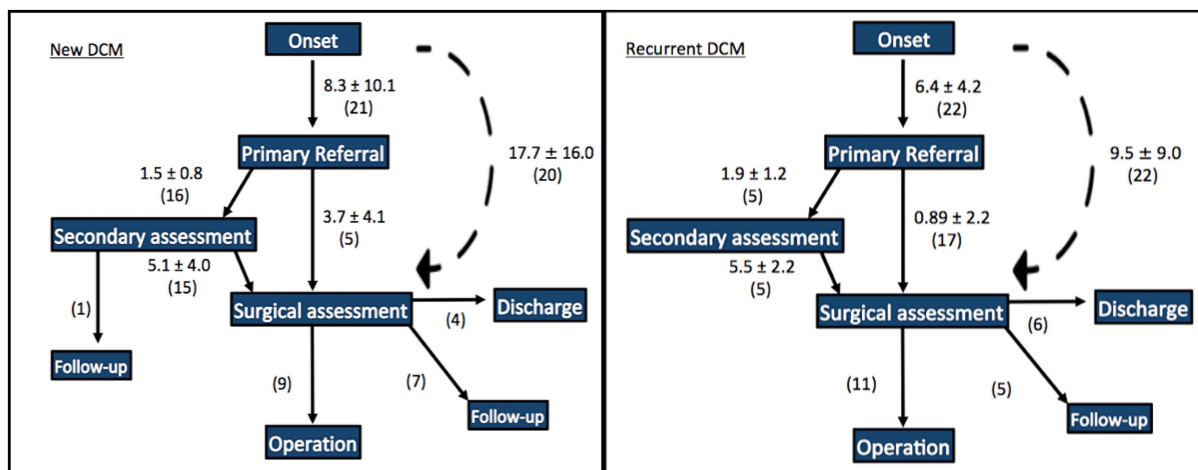 New DCM
Onset
8.3 ± 10.1
(21)
17.7 ± 16.0
(20)
Primary Referral
1.5 ± 0.8
(16)
3.7 ± 4.1
(5)
Secondary assessment
5.1 ± 4.0
(15)
(1)
Surgical assessment
(4)
Discharge
Follow-up
(9)
(7)
Follow-up
Operation
Recurrent DCM
Onset
6.4 ± 4.2
(22)
9.5 ± 9.0
(22)
Primary Referral
1.9 ± 1.2
(5)
0.89 ± 2.2
(17)
Secondary assessment
5.5 ± 2.2
(5)
Surgical assessment
(6)
Discharge
(11)
(5)
Follow-up
Operation